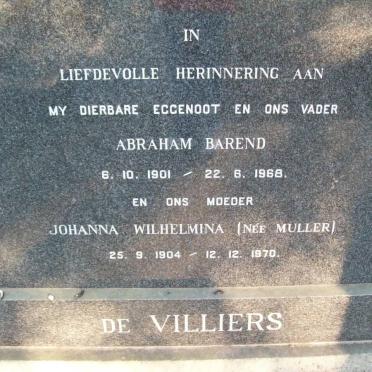 IN
LIEFDEVOLLE HERINNERING AAN
MY DIERBARE EGGENOOT EN ONS VADER
ABRAHAM BAREND
6. 10. 1901 - 22. 6. 1968.
EN ONS MOEDER
JOHANNA WILHELMINA (NÉE MULLER)
25. 9. 1904 - 12. 12. 1970.
DE VILLIERS